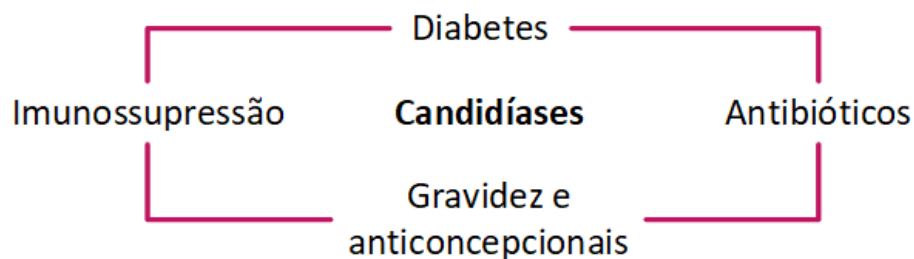 Diabetes
Imunossupressão Candidíases Antibióticos
Gravidez e
anticoncepcionais